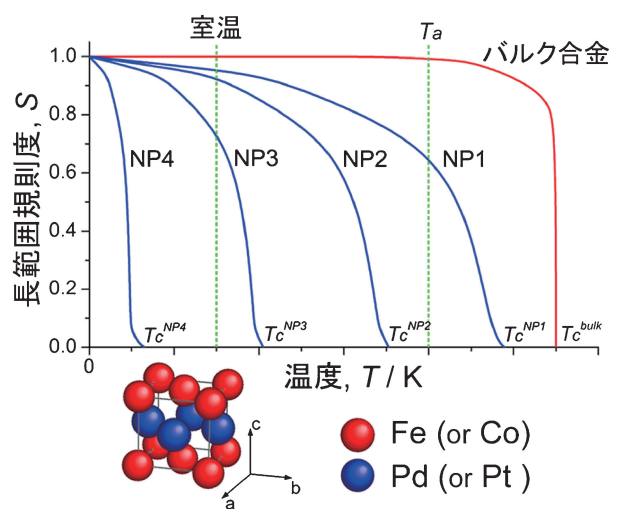 室温
Ta
バルク合金
1.0
0.8
0.6
0.4
0.2
0.0
長範囲規則度, S
NP4
NP3
NP2
NP1
Tc^NP4
Tc^NP3
Tc^NP2
Tc^NP1
Tc^bulk
0
温度, T / K
Fe (or Co)
Pd (or Pt )
c
b
a